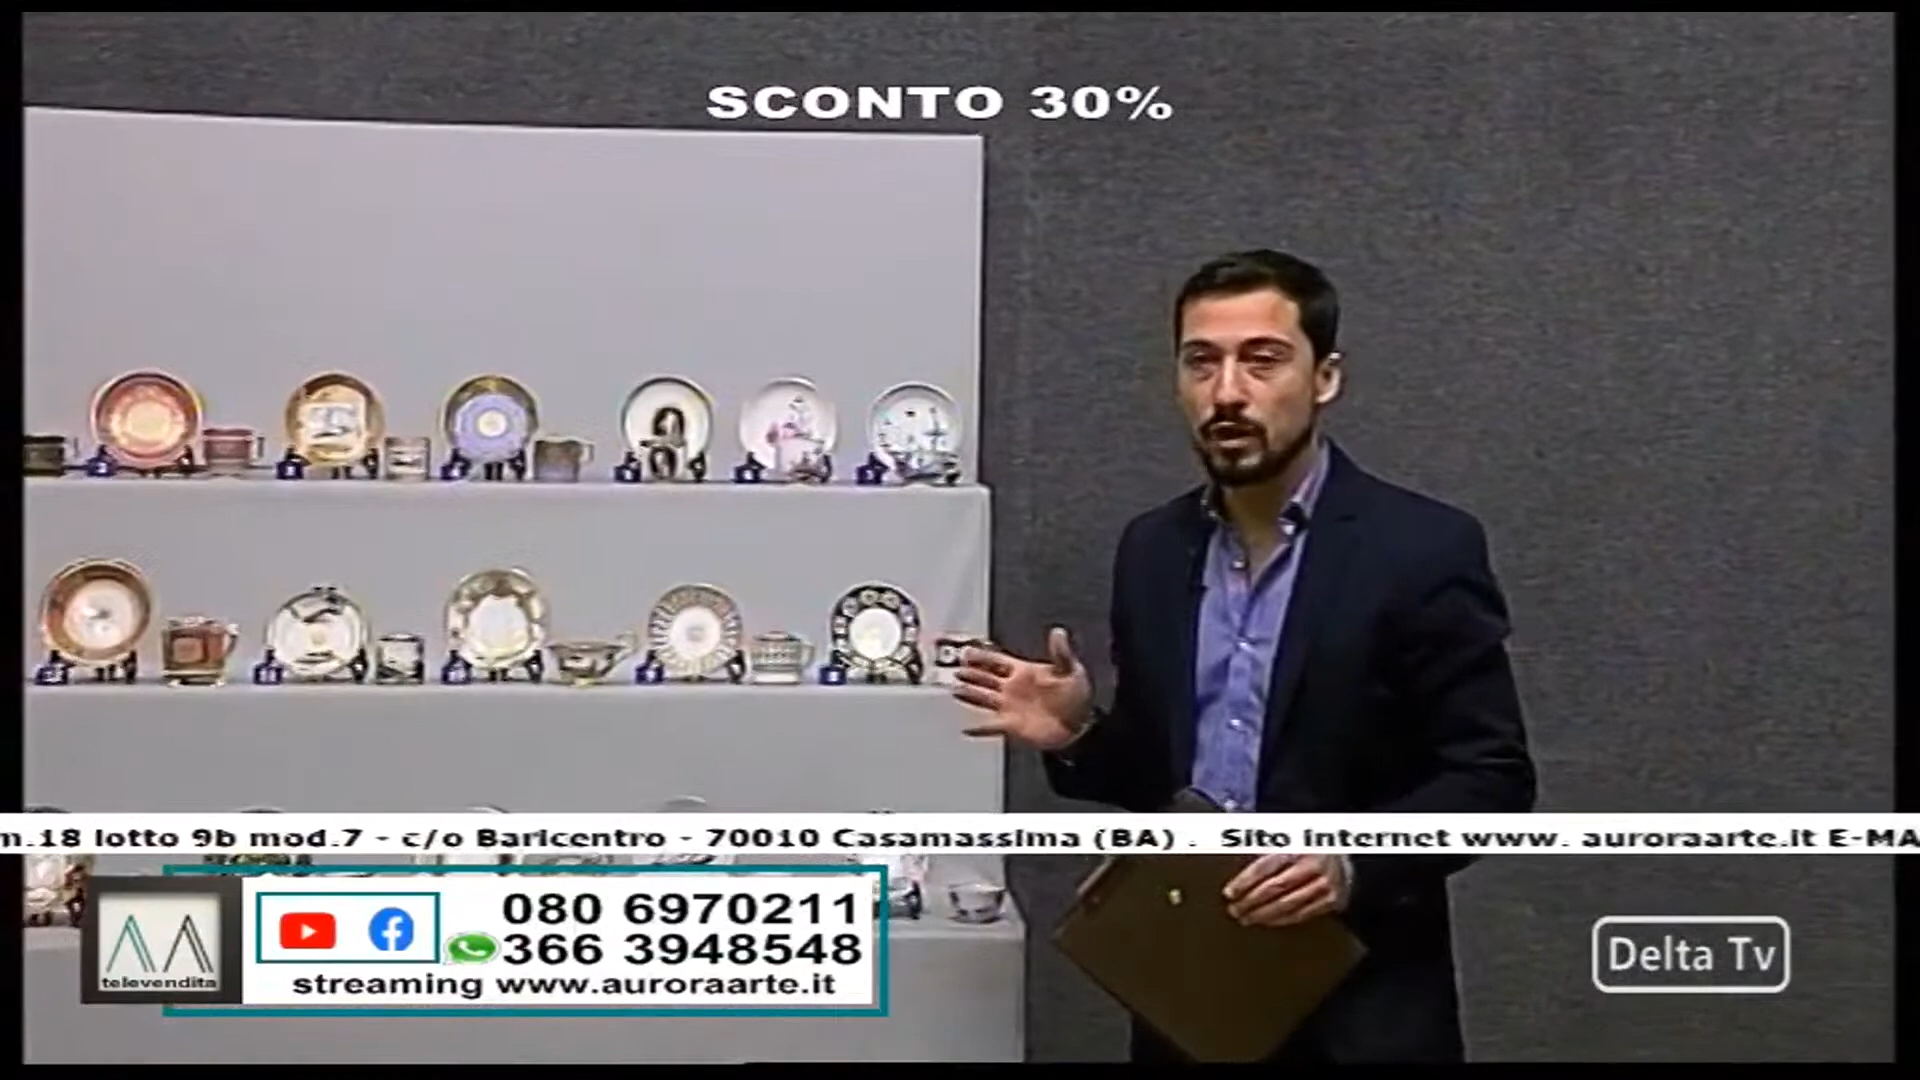 SCONTO 30%
m.18 lotto 9b mod.7 - c/o Baricentro - 70010 Casamassima (BA) . Sito internet www. auroraarte.it E-MA
080 6970211
366 3948548
streaming www.auroraarte.it
AA
televendita
Delta Tv